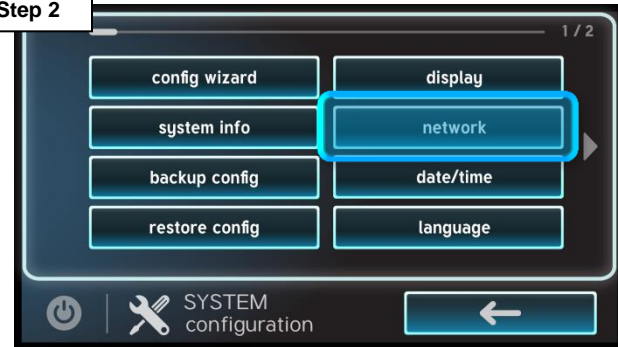 Step 2
1/2
config wizard
display
system info
network
backup config
date/time
restore config
language
SYSTEM
configuration